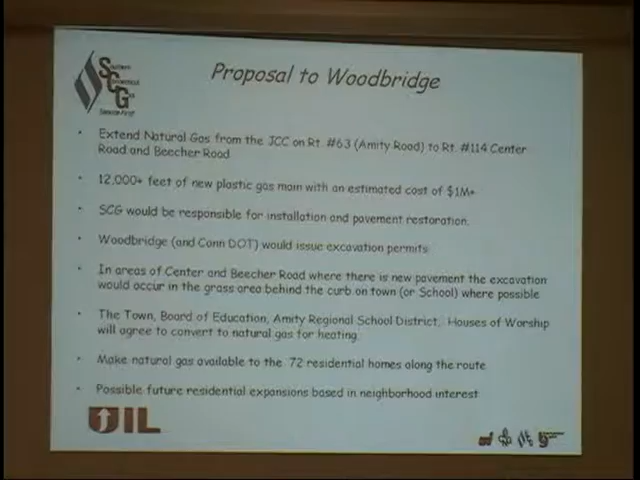 Southern
Connecticut
Gas
Proposal to Woodbridge
• Extend Natural Gas from the JCC on Rt. #63 (Amity Road) to Rt. #114 Center
Road and Beecher Road
• 12,000+ feet of new plastic gas main with an estimated cost of $1M+
• SCG would be responsible for installation and pavement restoration.
• Woodbridge (and Conn DOT) would issue excavation permits
• In areas of Center and Beecher Road where there is new pavement the excavation
would occur in the grass area behind the curb on town (or School) where possible
• The Town, Board of Education, Amity Regional School District, Houses of Worship
will agree to convert to natural gas for heating
• Make natural gas available to the 72 residential homes along the route
• Possible future residential expansions based in neighborhood interest
UIL